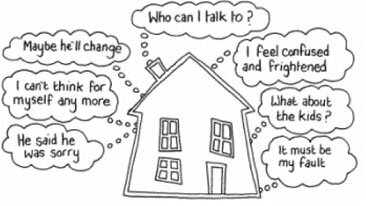 Who can I talk to?
Maybe he'll change
I feel confused
and frightened
I can't think for
myself any more
What about
the kids?
He said he
was sorry
It must be
my fault